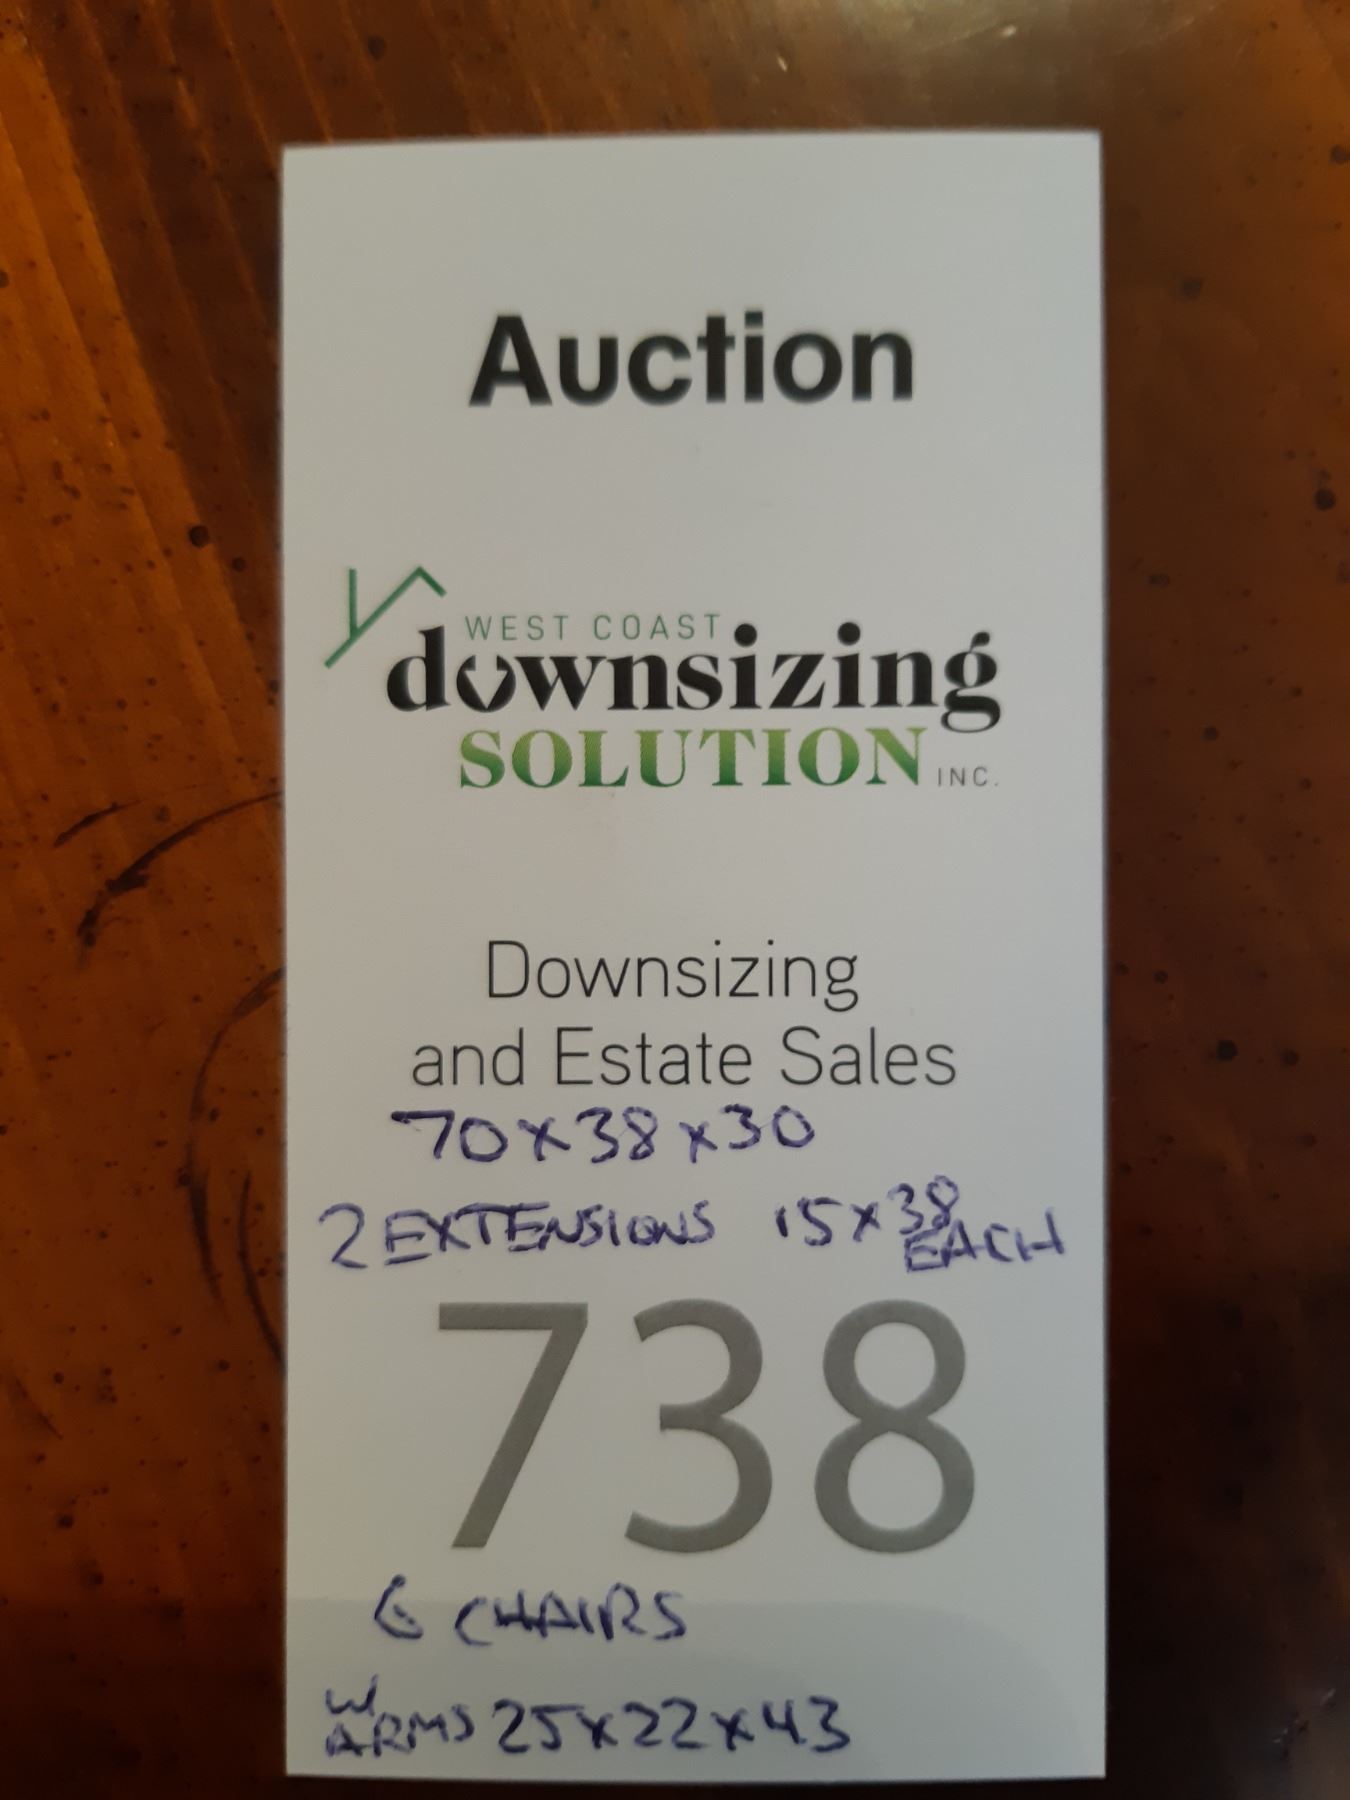 Auction
WEST COAST
downsizing
SOLUTION INC.
Downsizing
and Estate Sales
70 x 38 x 30
2 EXTENSIONS 15 x 38
EACH
738
6 CHAIRS
W
ARMS 25 x 22 x 43